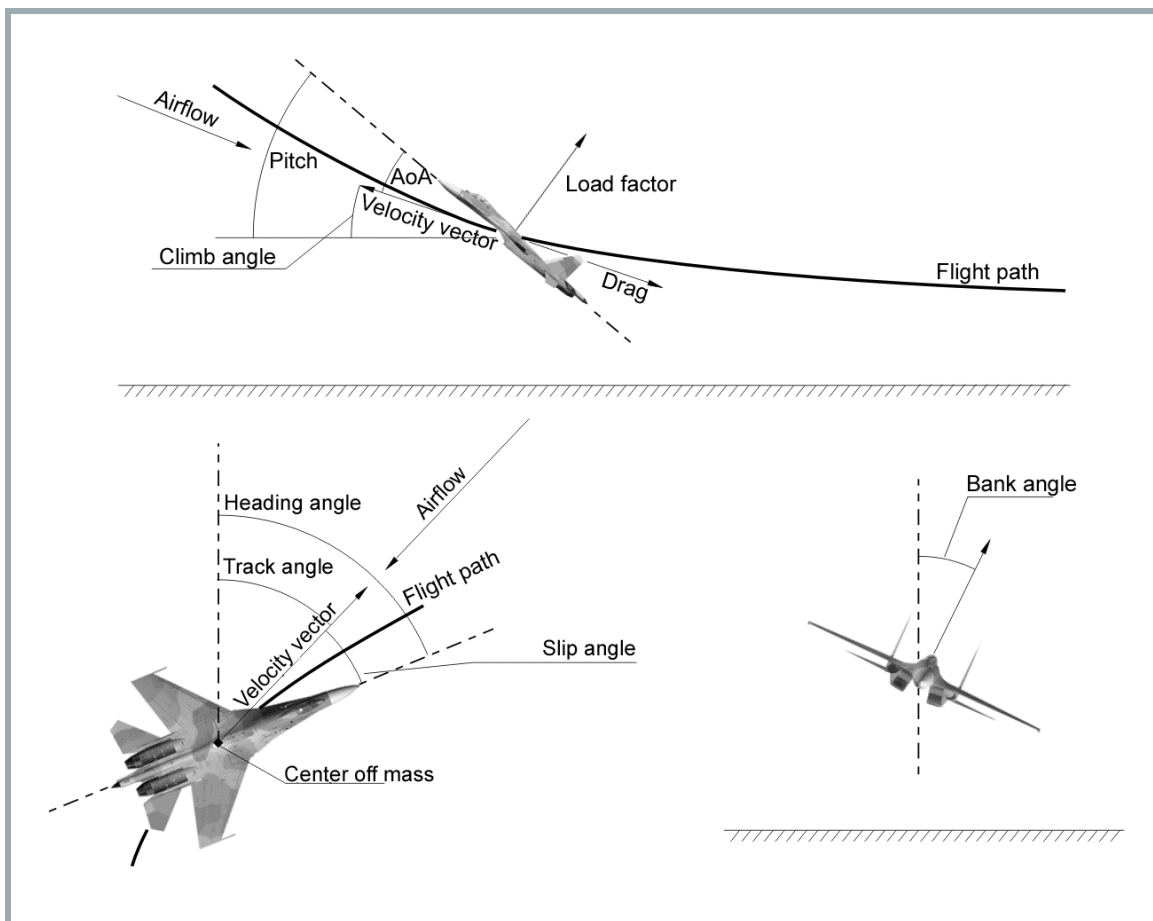 Airflow
Pitch
AoA
Load factor
Velocity vector
Climb angle
Drag
Flight path
Heading angle
Airflow
Track angle
Flight path
Velocity vector
Slip angle
Center off mass
Bank angle